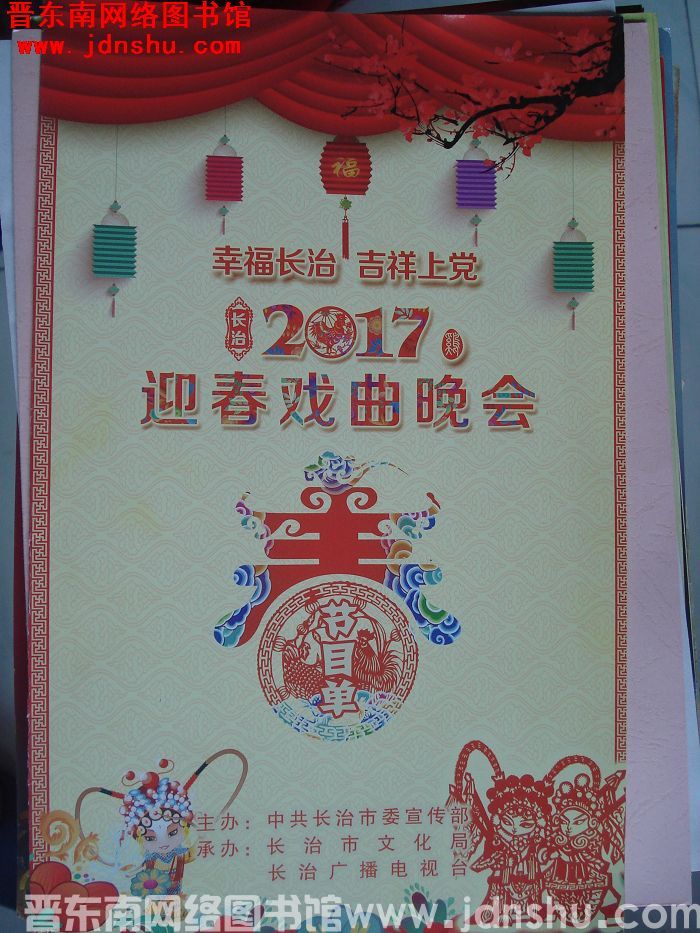 晋东南网络图书馆
www.jdnshu.com
福
幸福长治 吉祥上党
长治
2017
迎春戏曲晚会
春
节目单
主办：中共长治市委宣传部
承办：长治市文化局
长治广播电视台
晋东南网络图书馆www.jdnshu.com